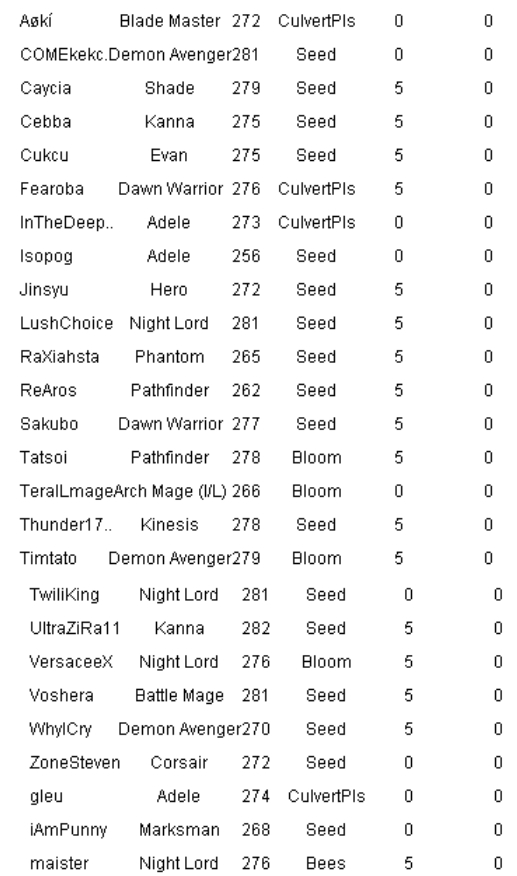 Aøkí Blade Master 272 CulvertPls 0 0
COMEkekc. Demon Avenger 281 Seed 0 0
Caycia Shade 279 Seed 5 0
Cebba Kanna 275 Seed 5 0
Cukcu Evan 275 Seed 5 0
Fearoba Dawn Warrior 276 CulvertPls 5 0
InTheDeep.. Adele 273 CulvertPls 0 0
Isopog Adele 256 Seed 0 0
Jinsyu Hero 272 Seed 5 0
LushChoice Night Lord 281 Seed 5 0
RaXiahsta Phantom 265 Seed 5 0
ReAros Pathfinder 262 Seed 5 0
Sakubo Dawn Warrior 277 Seed 5 0
Tatsoi Pathfinder 278 Bloom 5 0
TeralLmage Arch Mage (I/L) 266 Bloom 0 0
Thunder17.. Kinesis 278 Seed 5 0
Timtato Demon Avenger 279 Bloom 5 0
TwiliKing Night Lord 281 Seed 0 0
UltraZiRa11 Kanna 282 Seed 5 0
VersaceeX Night Lord 276 Bloom 5 0
Voshera Battle Mage 281 Seed 5 0
WhyICry Demon Avenger 270 Seed 5 0
ZoneSteven Corsair 272 Seed 0 0
gleu Adele 274 CulvertPls 0 0
iAmPunny Marksman 268 Seed 0 0
maister Night Lord 276 Bees 5 0